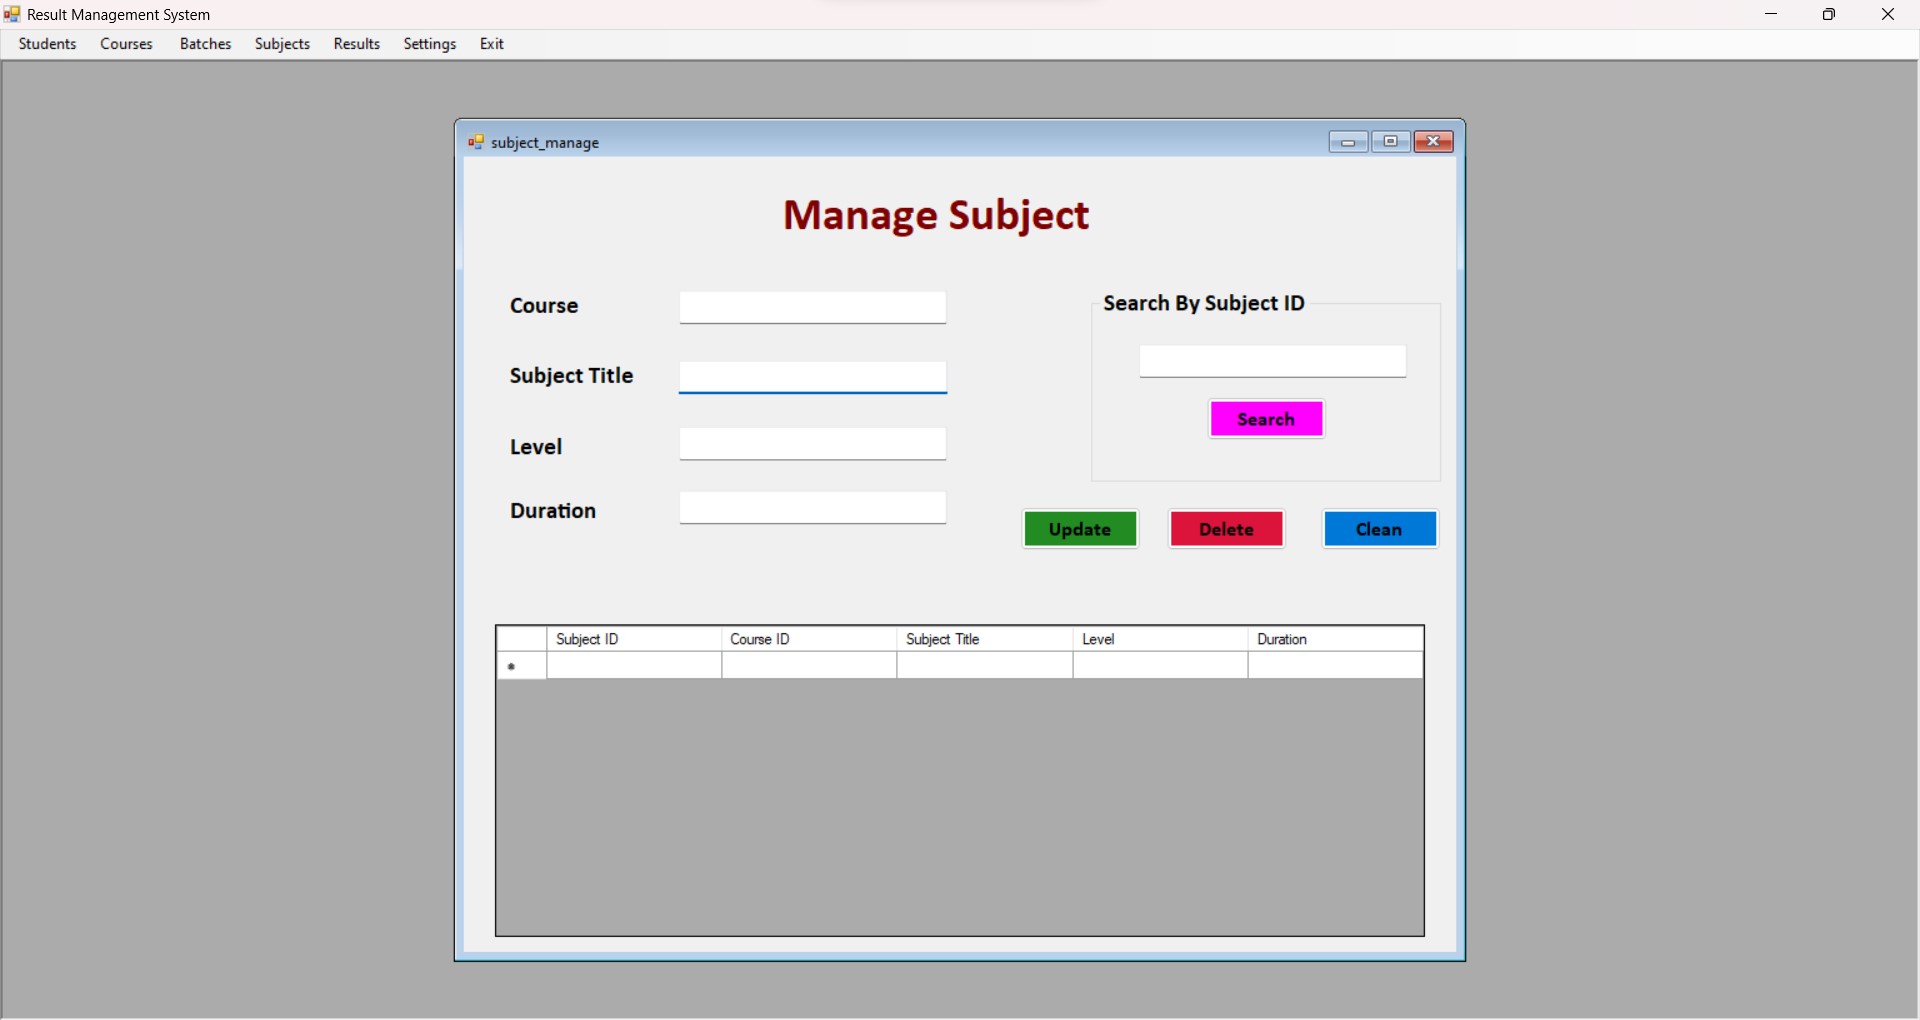 Result Management System
Students Courses Batches Subjects Results Settings Exit
subject_manage
Manage Subject
Course
Search By Subject ID
Subject Title
Search
Level
Duration
Update Delete Clean
Subject ID Course ID Subject Title Level Duration